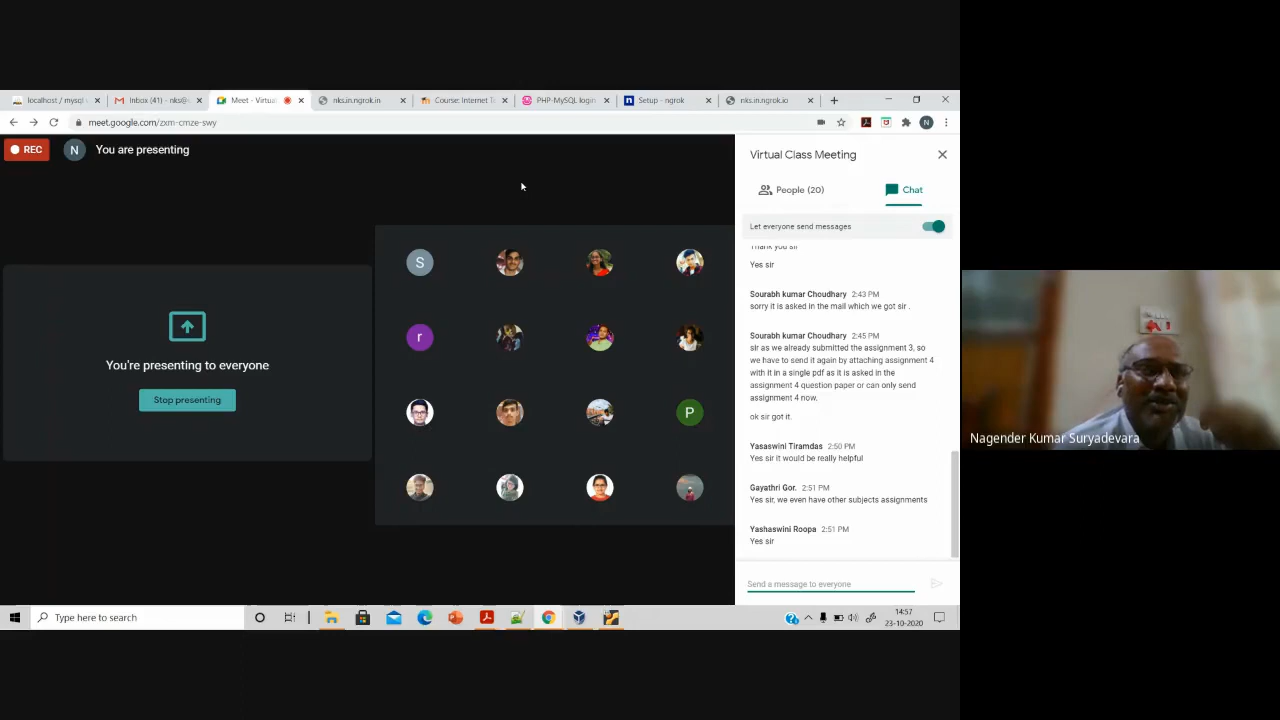 localhost / mysql
Inbox (41) - nks@
Meet - Virtua
nks.in.ngrok.in
Course: Internet T
PHP-MySQL login
Setup - ngrok
nks.in.ngrok.io
meet.google.com/zxm-cmze-swy
REC
N
You are presenting
Virtual Class Meeting
People (20)
Chat
Let everyone send messages
Thank you sir
Yes sir
Sourabh kumar Choudhary 2:43 PM
sorry it is asked in the mail which we got sir .
Sourabh kumar Choudhary 2:45 PM
sir as we already submitted the assignment 3, so
we have to send it again by attaching assignment 4
with it in a single pdf as it is asked in the
assignment 4 question paper or can only send
assignment 4 now.
ok sir got it.
Yasaswini Tiramdas 2:50 PM
Yes sir it would be really helpful
Gayathri Gor. 2:51 PM
Yes sir, we even have other subjects assignments
Yashaswini Roopa 2:51 PM
Yes sir
Send a message to everyone
You're presenting to everyone
Stop presenting
S
r
P
Nagender Kumar Suryadevara
Type here to search
14:57
23-10-2020